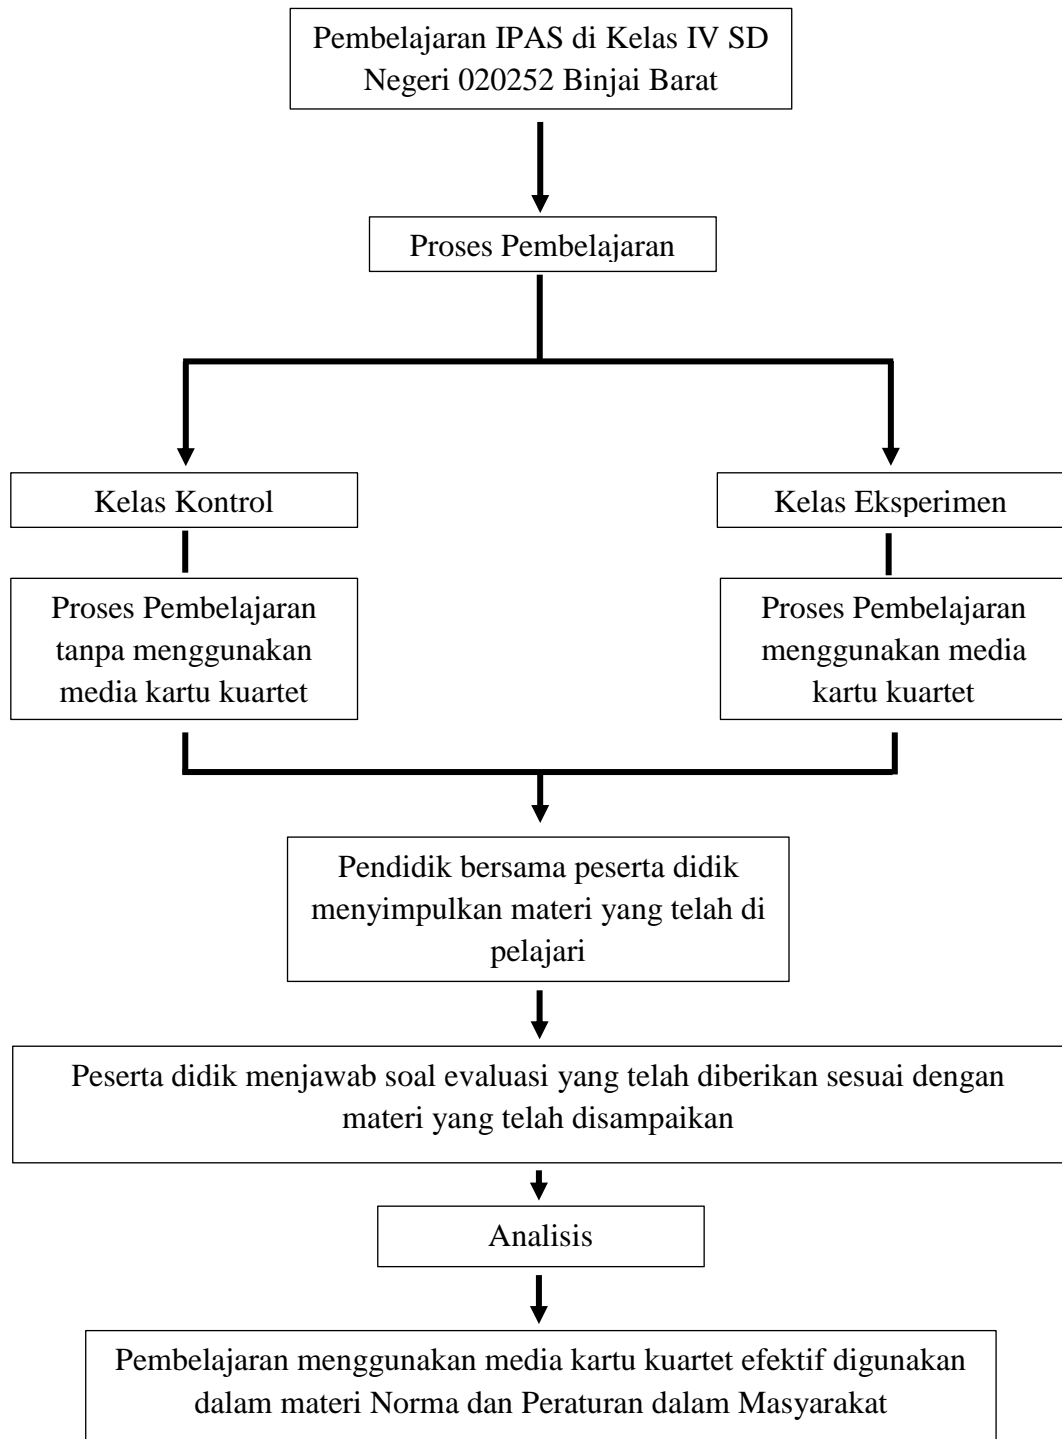 Pembelajaran IPAS di Kelas IV SD
Negeri 020252 Binjai Barat
Proses Pembelajaran
Kelas Kontrol
Kelas Eksperimen
Proses Pembelajaran
tanpa menggunakan
media kartu kuartet
Proses Pembelajaran
menggunakan media
kartu kuartet
Pendidik bersama peserta didik
menyimpulkan materi yang telah di
pelajari
Peserta didik menjawab soal evaluasi yang telah diberikan sesuai dengan
materi yang telah disampaikan
Analisis
Pembelajaran menggunakan media kartu kuartet efektif digunakan
dalam materi Norma dan Peraturan dalam Masyarakat